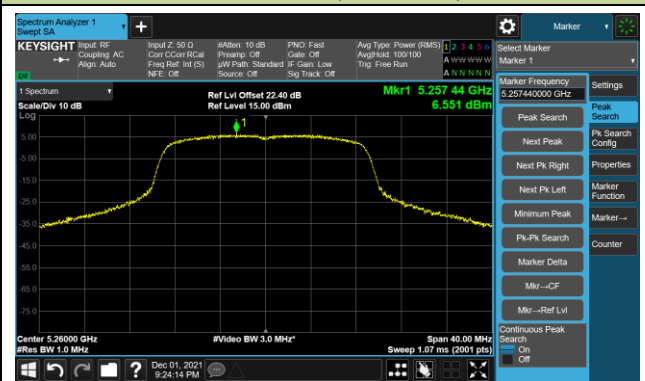 Spectrum Analyzer 1
Swept SA
Marker
KEYSIGHT
Input: RF
Coupling: AC
Align: Auto
Input Z: 50 Ω
Corr CCorr RCal
Freq Ref: Int (S)
NFE: Off
#Atten: 10 dB
Preamp: Off
µW Path: Standard
Source: Off
PNO: Fast
Gate: Off
IF Gain: Low
Sig Track: Off
Avg Type: Power (RMS)
Avg|Hold: 100/100
Trig: Free Run
1 2 3 4 5 6
A W W W W W
A N N N N N
LXI
Select Marker
Marker 1
1 Spectrum
Scale/Div 10 dB
Log
Ref Lvl Offset 22.40 dB
Ref Level 15.00 dBm
Mkr1 5.257 44 GHz
6.551 dBm
1
5.00
-5.00
-15.0
-25.0
-35.0
-45.0
-55.0
-65.0
-75.0
Center 5.26000 GHz
#Res BW 1.0 MHz
#Video BW 3.0 MHz*
Span 40.00 MHz
Sweep 1.07 ms (2001 pts)
Marker Frequency
5.257440000 GHz
Peak Search
Next Peak
Next Pk Right
Next Pk Left
Minimum Peak
Pk-Pk Search
Marker Delta
Mkr→CF
Mkr→Ref Lvl
Continuous Peak
Search
On
Off
Settings
Peak
Search
Pk Search
Config
Properties
Marker
Function
Marker→
Counter
?
Dec 01, 2021
9:24:14 PM